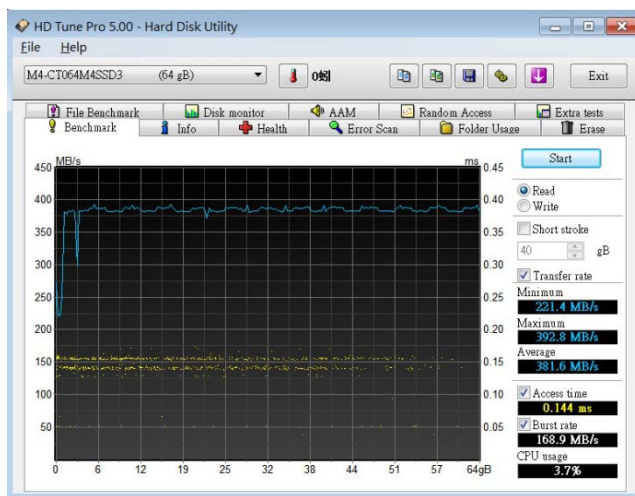 HD Tune Pro 5.00 - Hard Disk Utility
File Help
M4-CT064M4SSD3 (64 gB)
Exit
File Benchmark Disk monitor AAM Random Access Extra tests
Benchmark Info Health Error Scan Folder Usage Erase
450 MB/s ms 0.45
400 0.40
350 0.35
300 0.30
250 0.25
200 0.20
150 0.15
100 0.10
50 0.05
0 6 12 19 25 32 38 44 51 57 64gB
Start
Read
Write
Short stroke
40 gB
Transfer rate
Minimum
221.4 MB/s
Maximum
392.8 MB/s
Average
381.6 MB/s
Access time
0.144 ms
Burst rate
168.9 MB/s
CPU usage
3.7%